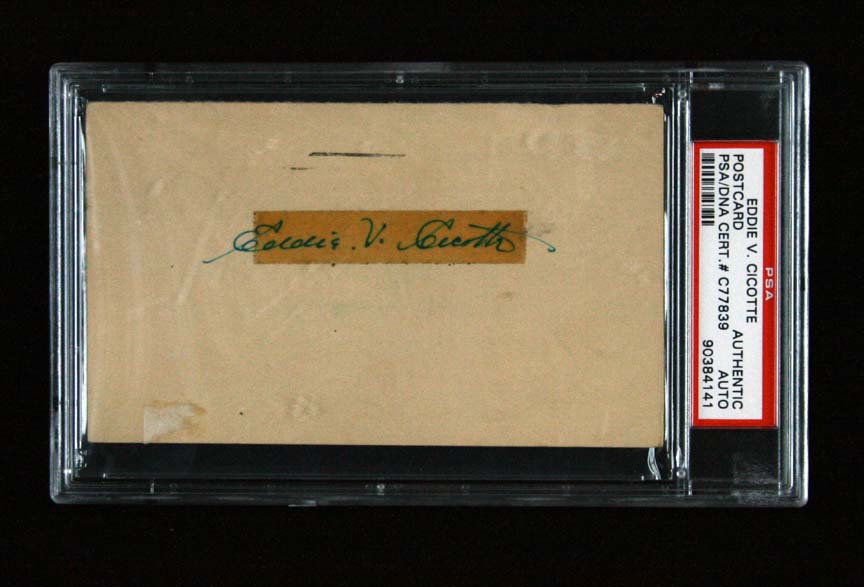 Eddie V. Cicotte
PSA
EDDIE V. CICOTTE AUTHENTIC
POSTCARD AUTO
PSA/DNA CERT.# C77839 90384141